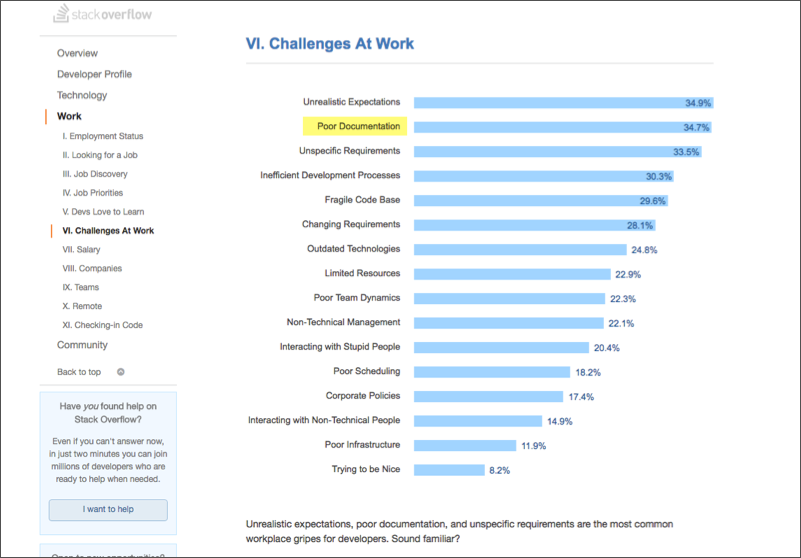 stackoverflow
Overview
Developer Profile
Technology
Work
I. Employment Status
II. Looking for a Job
III. Job Discovery
IV. Job Priorities
V. Devs Love to Learn
VI. Challenges At Work
VII. Salary
VIII. Companies
IX. Teams
X. Remote
XI. Checking-in Code
Community
Back to top
Have you found help on
Stack Overflow?
Even if you can't answer now,
in just two minutes you can join
millions of developers who are
ready to help when needed.
I want to help
Open to new opportunities?
VI. Challenges At Work
Unrealistic Expectations 34.9%
Poor Documentation 34.7%
Unspecific Requirements 33.5%
Inefficient Development Processes 30.3%
Fragile Code Base 29.6%
Changing Requirements 28.1%
Outdated Technologies 24.8%
Limited Resources 22.9%
Poor Team Dynamics 22.3%
Non-Technical Management 22.1%
Interacting with Stupid People 20.4%
Poor Scheduling 18.2%
Corporate Policies 17.4%
Interacting with Non-Technical People 14.9%
Poor Infrastructure 11.9%
Trying to be Nice 8.2%
Unrealistic expectations, poor documentation, and unspecific requirements are the most common
workplace gripes for developers. Sound familiar?